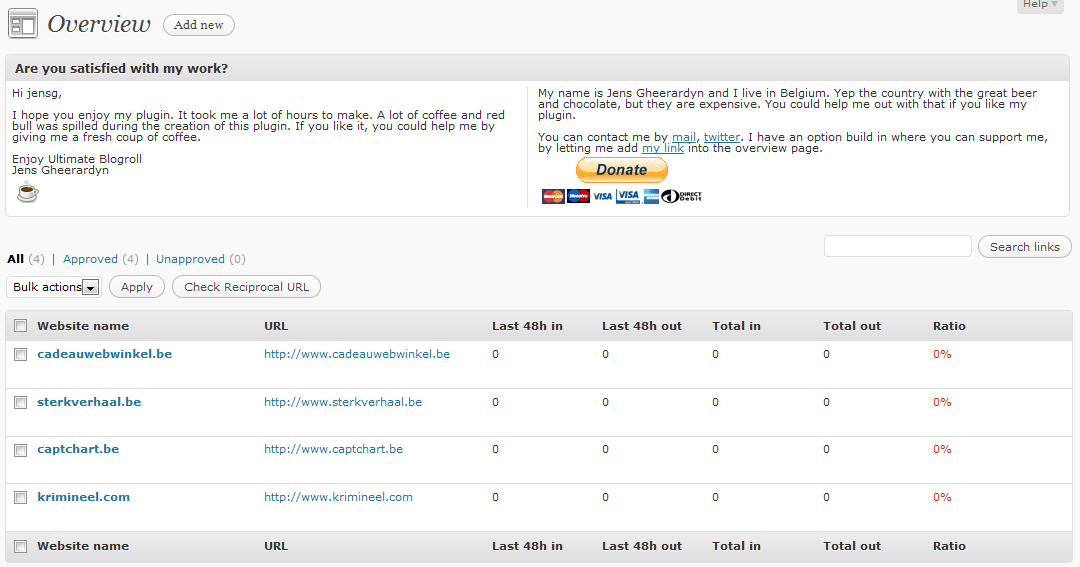 Help
Overview Add new
Are you satisfied with my work?
Hi jensg,
I hope you enjoy my plugin. It took me a lot of hours to make. A lot of coffee and red
bull was spilled during the creation of this plugin. If you like it, you could help me by
giving me a fresh coup of coffee.
Enjoy Ultimate Blogroll
Jens Gheerardyn
My name is Jens Gheerardyn and I live in Belgium. Yep the country with the great beer
and chocolate, but they are expensive. You could help me out with that if you like my
plugin.
You can contact me by mail, twitter. I have an option build in where you can support me,
by letting me add my link into the overview page.
Donate
MasterCard Maestro VISA VISA DIRECT Debit
Search links
All (4) | Approved (4) | Unapproved (0)
Bulk actions Apply Check Reciprocal URL
Website name URL Last 48h in Last 48h out Total in Total out Ratio
cadeauwebwinkel.be http://www.cadeauwebwinkel.be 0 0 0 0 0%
sterkverhaal.be http://www.sterkverhaal.be 0 0 0 0 0%
captchart.be http://www.captchart.be 0 0 0 0 0%
krimineel.com http://www.krimineel.com 0 0 0 0 0%
Website name URL Last 48h in Last 48h out Total in Total out Ratio